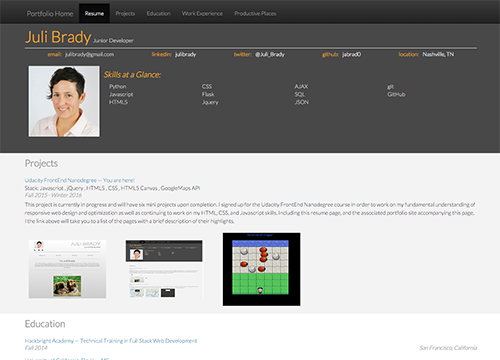 Portfolio Home Resume Projects Education Work Experience Productive Places
Juli Brady Junior Developer
email: julibrady@gmail.com linkedin: julibrady twitter: @Juli_Brady github: jabrad0 location: Nashville, TN
Skills at a Glance:
Python CSS AJAX git
Javascript Flask SQL GitHub
HTML5 Jquery JSON
Projects
Udacity FrontEnd Nanodegree -- You are here!
Stack: Javascript , jQuery , HTML5 , CSS , HTML5 Canvas , GoogleMaps API
Fall 2015 - Winter 2016
This project is currently in progress and will have six mini projects upon completion. I signed up for the Udacity FrontEnd Nanodegree course in order to work on my fundamental understanding of
responsive web design and optimization as well as continuing to work on my HTML, CSS, and Javascript skills. Including this resume page, and the associated portfolio site accompanying this page,
the link above will take you to a list of the pages with a brief description of their highlights.
JULI BRADY
Education
Hackbright Academy -- Technical Training in Full Stack Web Development
Fall 2014 San Francisco, California